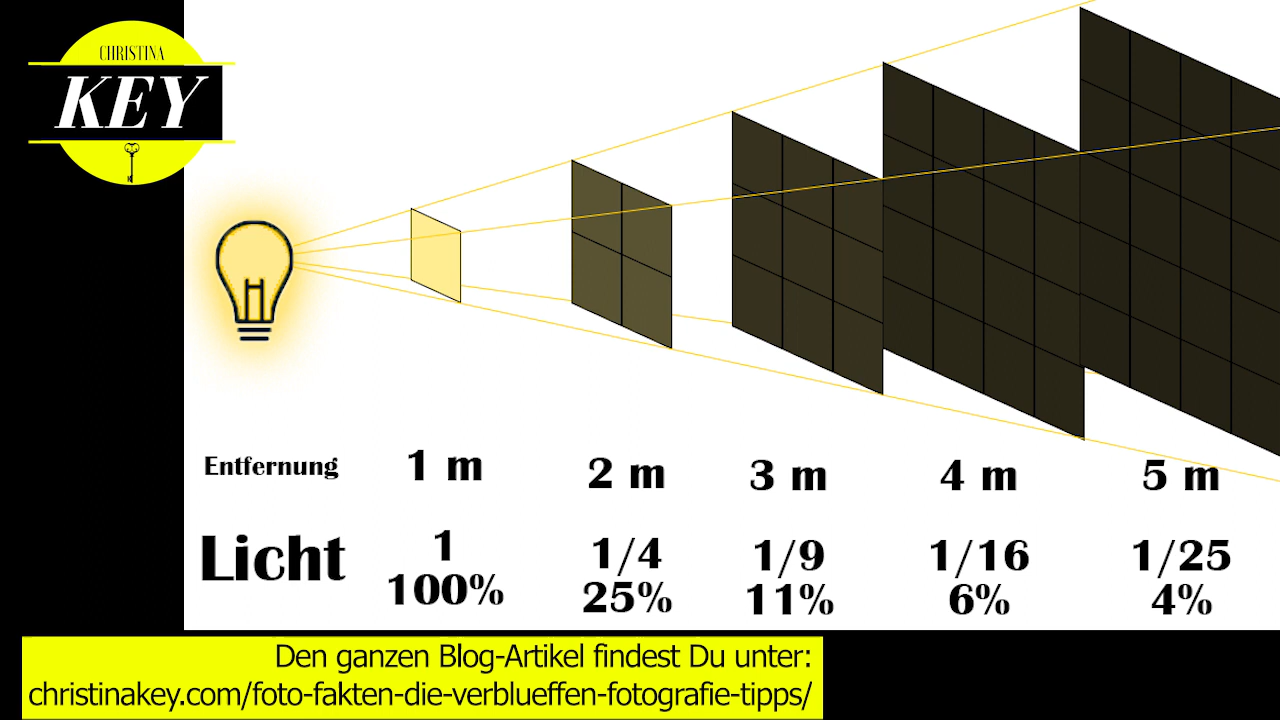 CHRISTINA
KEY
Entfernung 1 m 2 m 3 m 4 m 5 m
Licht 1 1/4 1/9 1/16 1/25
100% 25% 11% 6% 4%
Den ganzen Blog-Artikel findest Du unter:
christinakey.com/foto-fakten-die-verblueffen-fotografie-tipps/